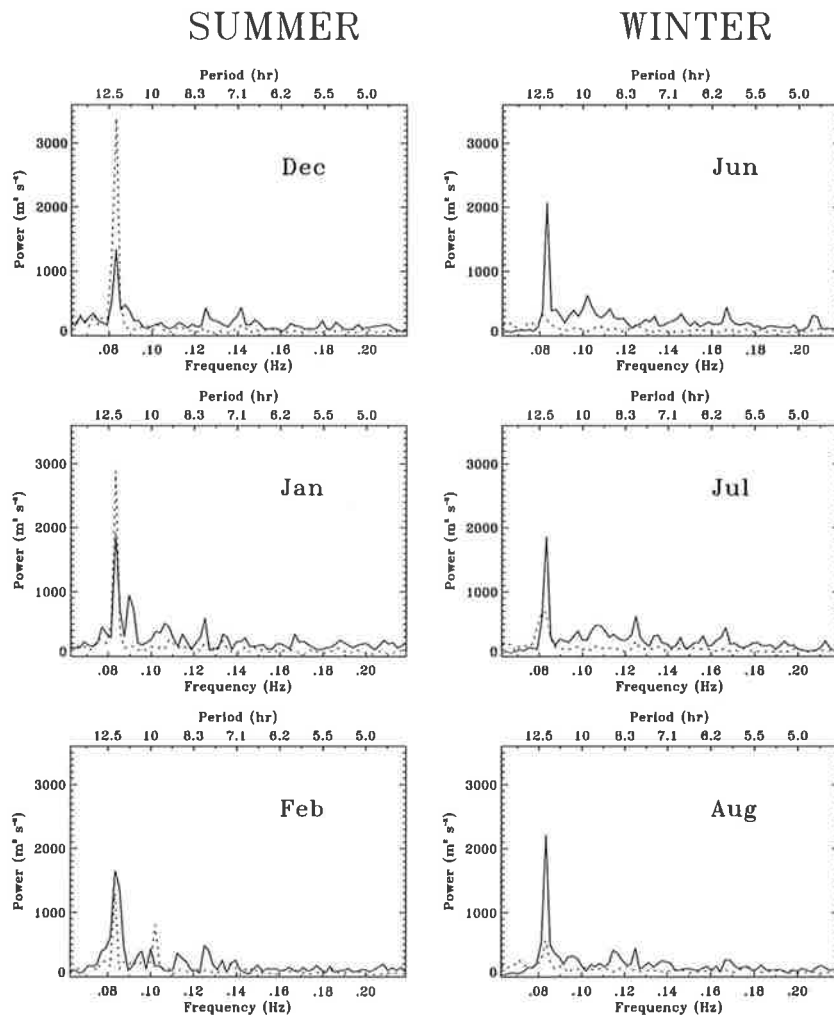 SUMMER WINTER
Period (hr) Period (hr)
12.5 10 8.3 7.1 6.2 5.5 5.0 12.5 10 8.3 7.1 6.2 5.5 5.0
Dec Jun
3000 3000
2000 2000
1000 1000
0 0
Power (m² s⁻²) Power (m² s⁻²)
.08 .10 .12 .14 .16 .18 .20 .08 .10 .12 .14 .16 .18 .20
Frequency (Hz) Frequency (Hz)
Period (hr) Period (hr)
12.5 10 8.3 7.1 6.2 5.5 5.0 12.5 10 8.3 7.1 6.2 5.5 5.0
Jan Jul
3000 3000
2000 2000
1000 1000
0 0
Power (m² s⁻²) Power (m² s⁻²)
.08 .10 .12 .14 .16 .18 .20 .08 .10 .12 .14 .16 .18 .20
Frequency (Hz) Frequency (Hz)
Period (hr) Period (hr)
12.5 10 8.3 7.1 6.2 5.5 5.0 12.5 10 8.3 7.1 6.2 5.5 5.0
Feb Aug
3000 3000
2000 2000
1000 1000
0 0
Power (m² s⁻²) Power (m² s⁻²)
.08 .10 .12 .14 .16 .18 .20 .08 .10 .12 .14 .16 .18 .20
Frequency (Hz) Frequency (Hz)